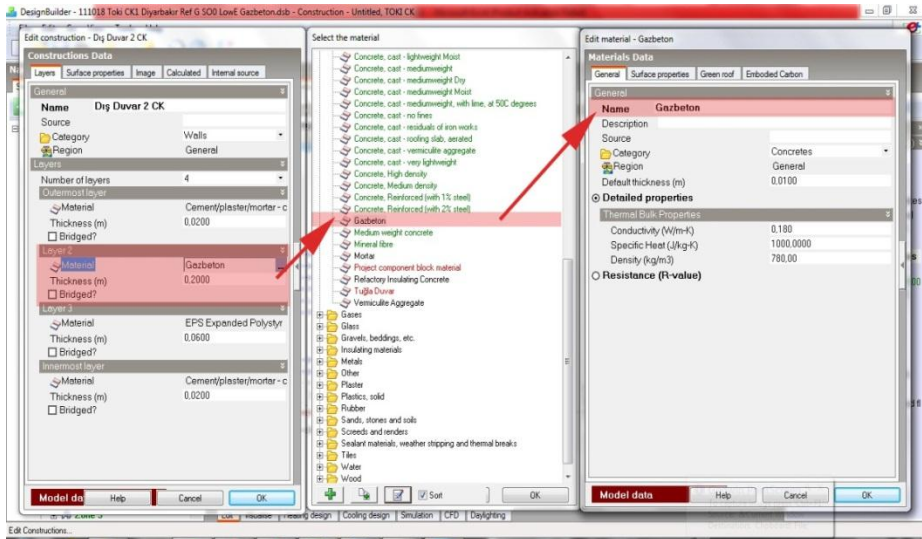 DesignBuilder - 111018 Toki CK1 Diyarbakır Ref G S00 LowE Gazbeton.dsb - Construction - Untitled, TOKI CK
Edit construction - Dış Duvar 2 CK
Constructions Data
Layers Surface properties Image Calculated Internal source
General
Name Dış Duvar 2 CK
Source
Category Walls
Region General
Layers
Number of layers 4
Outermost layer
Material Cement/plaster/mortar - c
Thickness (m) 0,0200
Bridged?
Layer 2
Material Gazbeton
Thickness (m) 0,2000
Bridged?
Layer 3
Material EPS Expanded Polystyr
Thickness (m) 0,0600
Bridged?
Innermost layer
Material Cement/plaster/mortar - c
Thickness (m) 0,0200
Bridged?
Model da Help Cancel OK
Select the material
Concrete, cast - lightweight Moist
Concrete, cast - mediumweight
Concrete, cast - mediumweight Dry
Concrete, cast - mediumweight Moist
Concrete, cast - mediumweight, with lime, at 50C degrees
Concrete, cast - no fines
Concrete, cast - residuals of iron works
Concrete, cast - roofing slab, aerated
Concrete, cast - vermiculite aggregate
Concrete, cast - very lightweight
Concrete, High density
Concrete, Medium density
Concrete, Reinforced (with 1% steel)
Concrete, Reinforced (with 2% steel)
Gazbeton
Medium weight concrete
Mineral fibre
Mortar
Project component block material
Refactory Insulating Concrete
Tuğla Duvar
Vermiculite Aggregate
Gases
Glass
Gravels, beddings, etc.
Insulating materials
Metals
Other
Plaster
Plastics, solid
Rubber
Sands, stones and soils
Screeds and renders
Sealant materials, weather stripping and thermal breaks
Tiles
Water
Wood
Sort OK
Edit material - Gazbeton
Materials Data
General Surface properties Green roof Embodied Carbon
General
Name Gazbeton
Description
Source
Category Concretes
Region General
Default thickness (m) 0,0100
Detailed properties
Thermal Bulk Properties
Conductivity (W/m-K) 0,180
Specific Heat (J/kg-K) 1000,0000
Density (kg/m3) 780,00
Resistance (R-value)
Model data Help Cancel OK
Zone 3 Edit Visualise Heating design Cooling design Simulation CFD Daylighting
Edit Constructions...